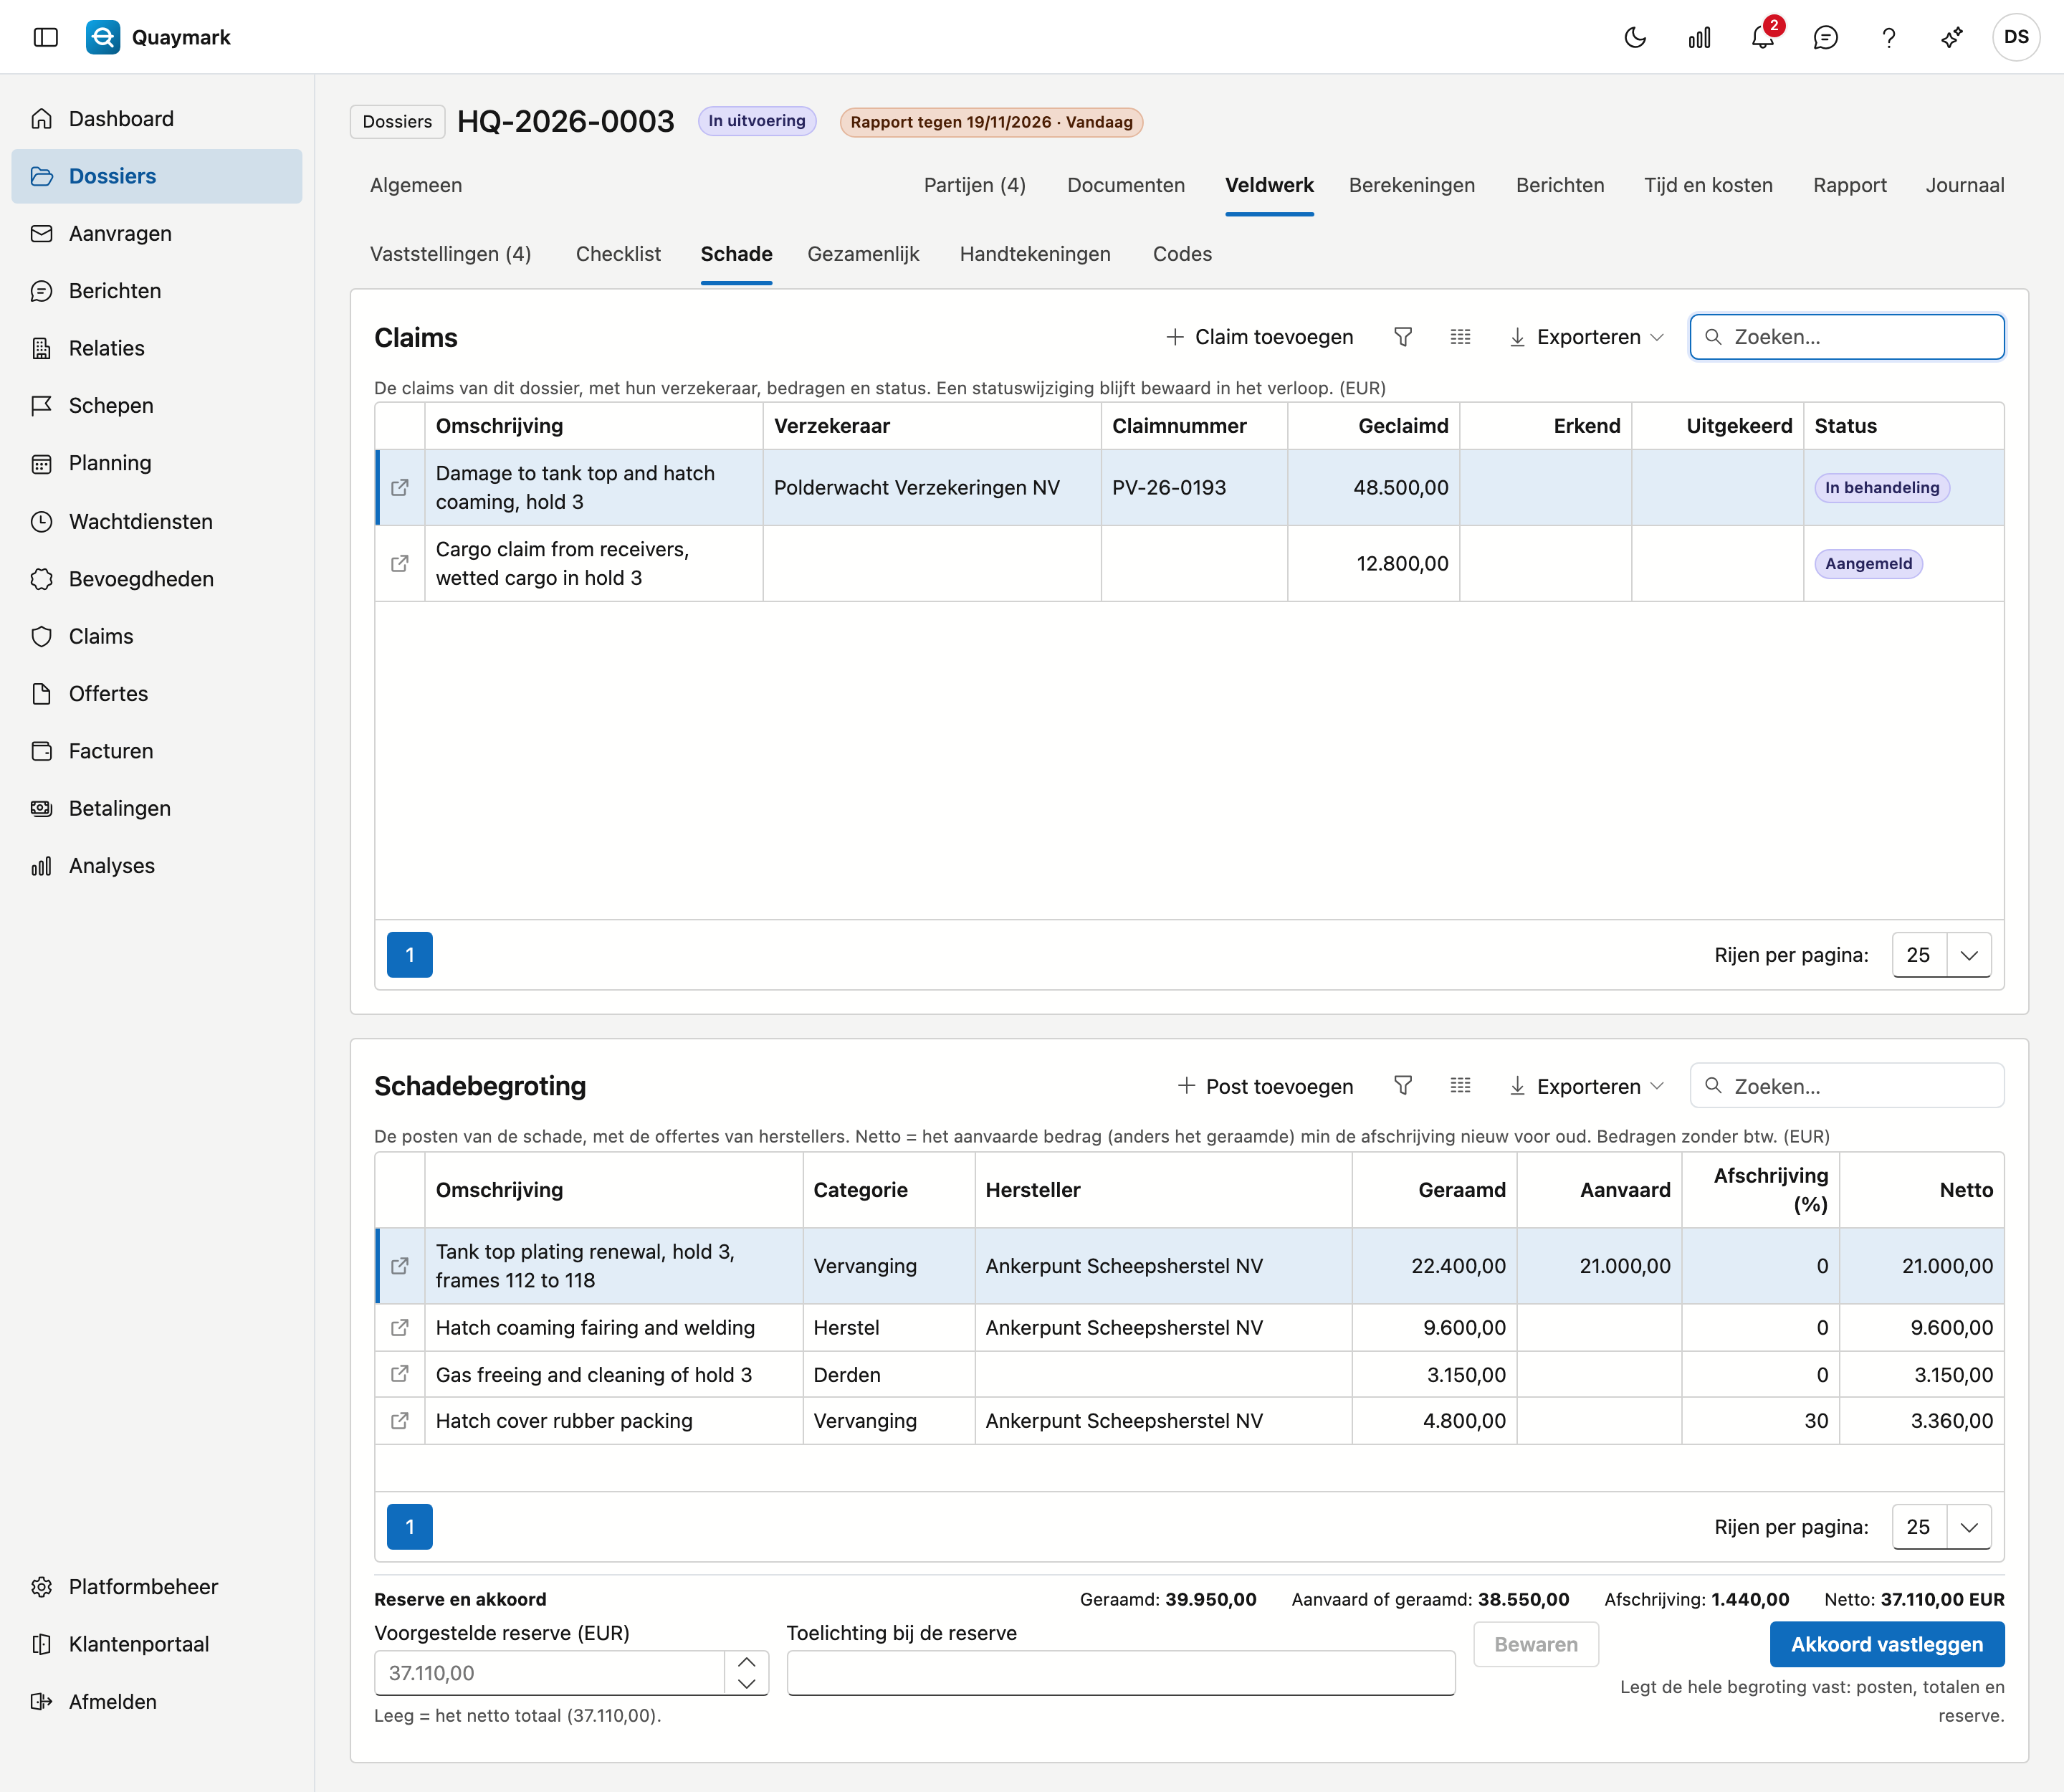 Quaymark
2
DS
Dashboard
Dossiers
Aanvragen
Berichten
Relaties
Schepen
Planning
Wachtdiensten
Bevoegdheden
Claims
Offertes
Facturen
Betalingen
Analyses
Platformbeheer
Klantenportaal
Afmelden
Dossiers HQ-2026-0003 In uitvoering Rapport tegen 19/11/2026 · Vandaag
Algemeen Partijen (4) Documenten Veldwerk Berekeningen Berichten Tijd en kosten Rapport Journaal
Vaststellingen (4) Checklist Schade Gezamenlijk Handtekeningen Codes
Claims Claim toevoegen Exporteren Zoeken...
De claims van dit dossier, met hun verzekeraar, bedragen en status. Een statuswijziging blijft bewaard in het verloop. (EUR)
Omschrijving Verzekeraar Claimnummer Geclaimd Erkend Uitgekeerd Status
Damage to tank top and hatch
coaming, hold 3 Polderwacht Verzekeringen NV PV-26-0193 48.500,00 In behandeling
Cargo claim from receivers,
wetted cargo in hold 3 12.800,00 Aangemeld
1 Rijen per pagina: 25
Schadebegroting Post toevoegen Exporteren Zoeken...
De posten van de schade, met de offertes van herstellers. Netto = het aanvaarde bedrag (anders het geraamde) min de afschrijving nieuw voor oud. Bedragen zonder btw. (EUR)
Omschrijving Categorie Hersteller Geraamd Aanvaard Afschrijving
(%) Netto
Tank top plating renewal, hold 3,
frames 112 to 118 Vervanging Ankerpunt Scheepsherstel NV 22.400,00 21.000,00 0 21.000,00
Hatch coaming fairing and welding Herstel Ankerpunt Scheepsherstel NV 9.600,00 0 9.600,00
Gas freeing and cleaning of hold 3 Derden 3.150,00 0 3.150,00
Hatch cover rubber packing Vervanging Ankerpunt Scheepsherstel NV 4.800,00 30 3.360,00
1 Rijen per pagina: 25
Reserve en akkoord Geraamd: 39.950,00 Aanvaard of geraamd: 38.550,00 Afschrijving: 1.440,00 Netto: 37.110,00 EUR
Voorgestelde reserve (EUR) Toelichting bij de reserve Bewaren Akkoord vastleggen
37.110,00
Legt de hele begroting vast: posten, totalen en
reserve.
Leeg = het netto totaal (37.110,00).